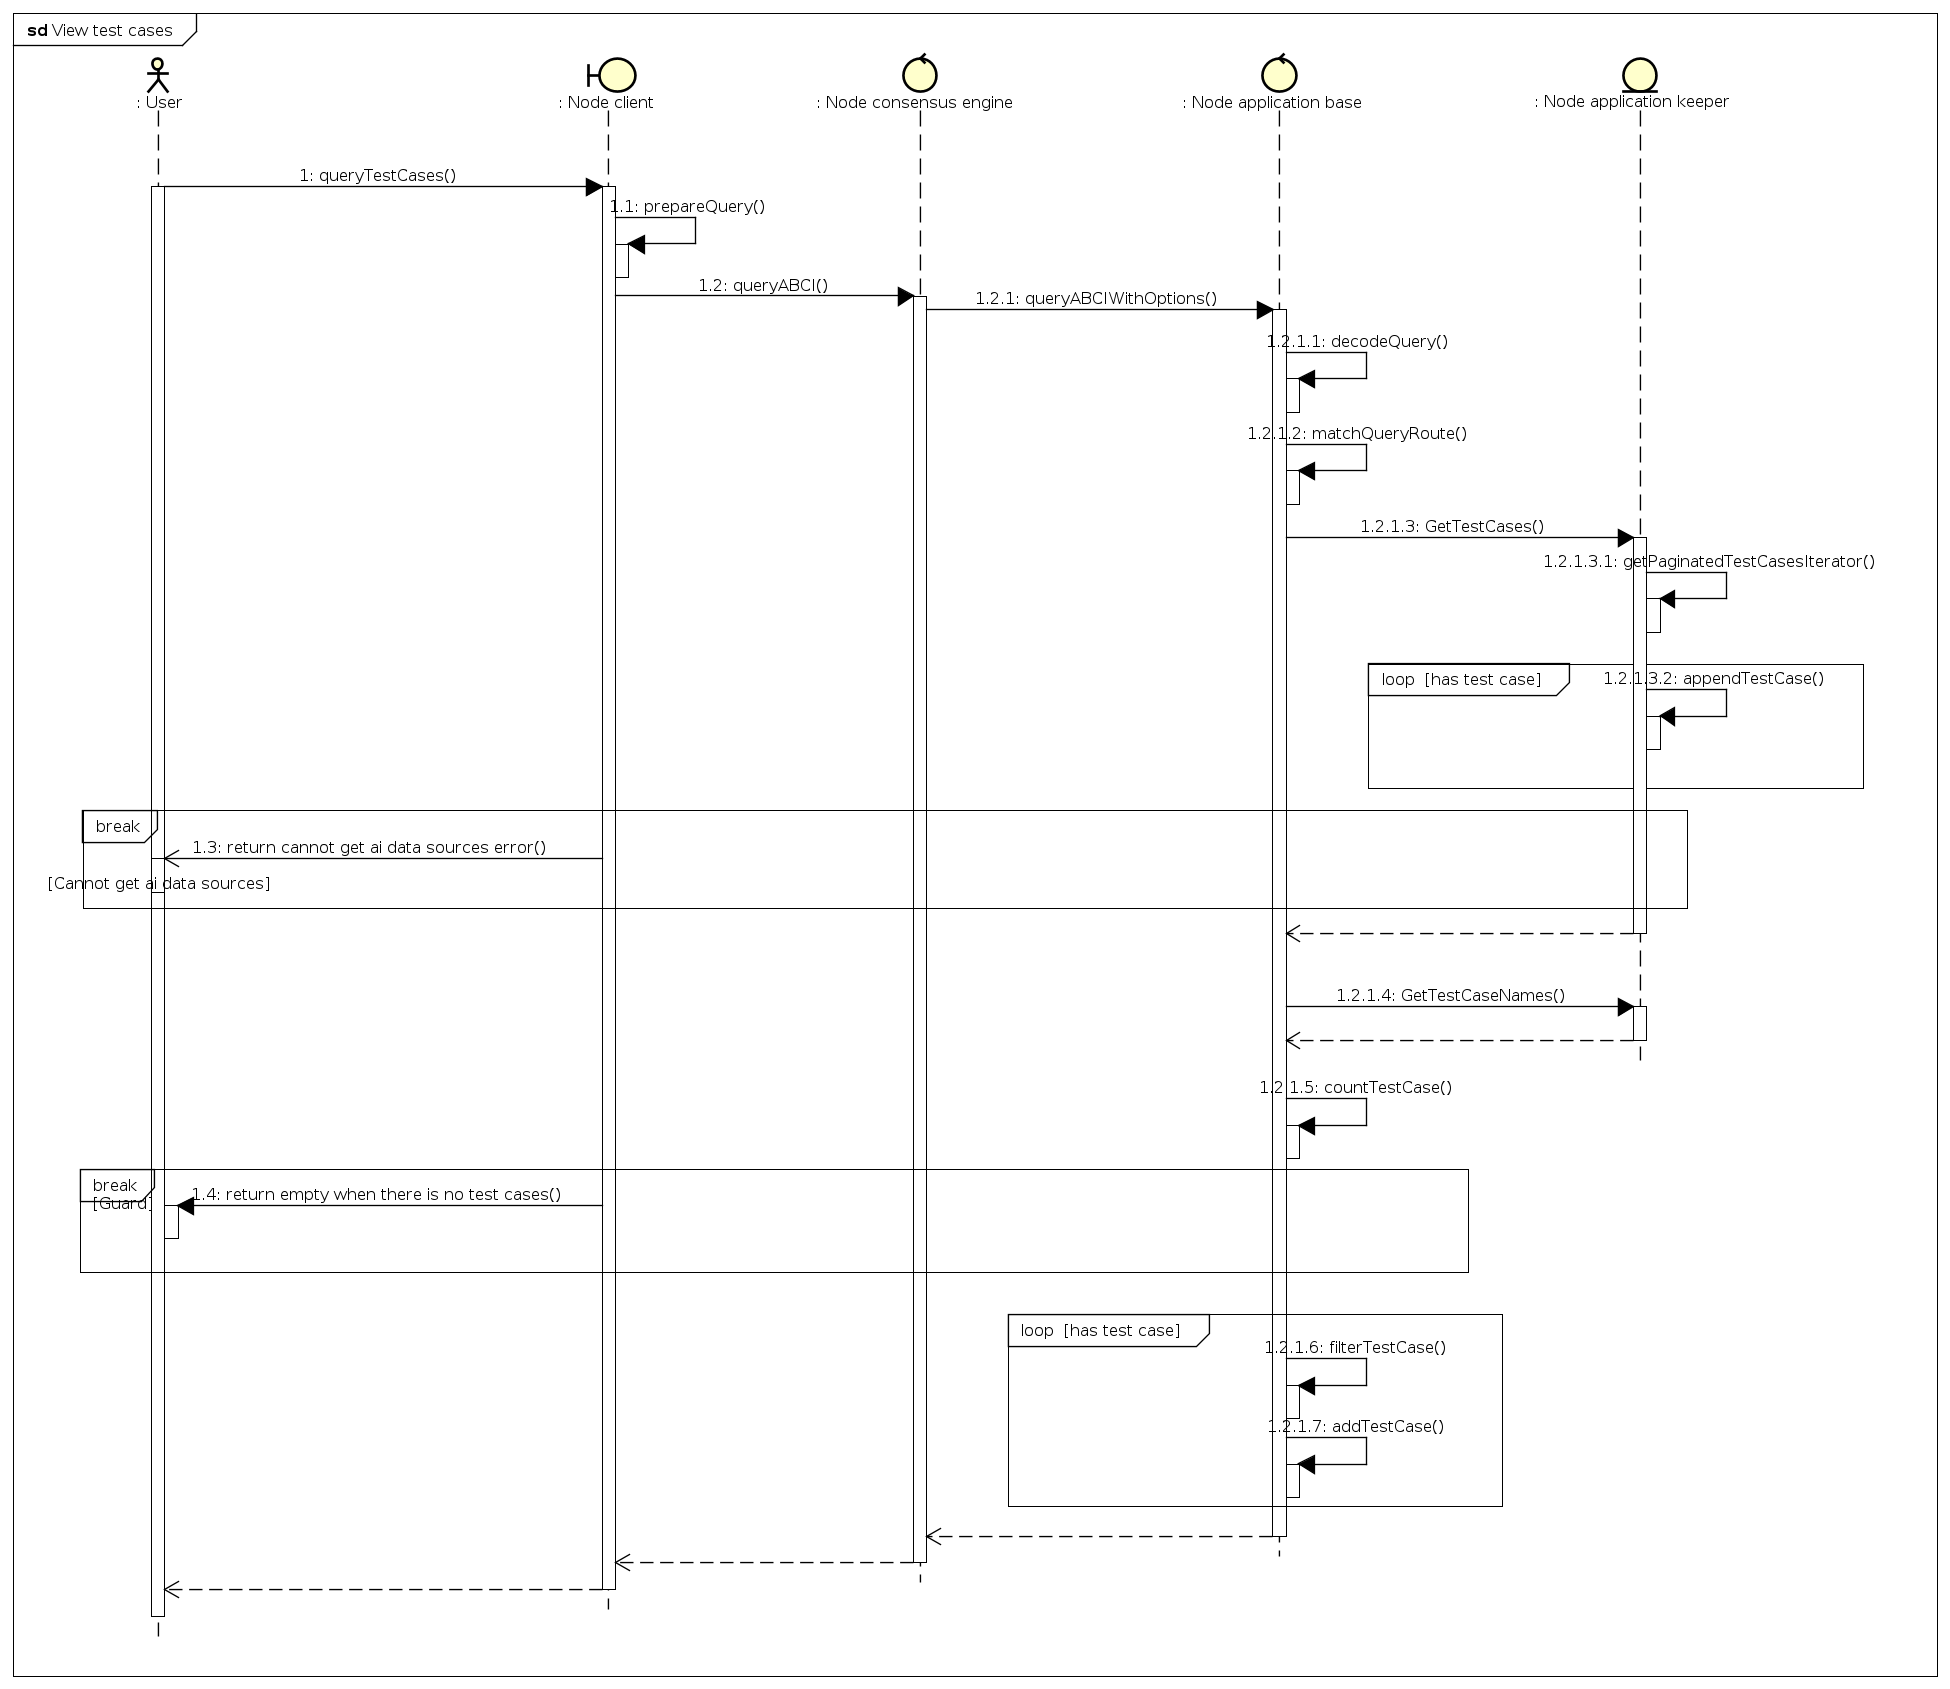 sd View test cases
: User
: Node client
: Node consensus engine
: Node application base
: Node application keeper
1: queryTestCases()
1.1: prepareQuery()
1.2: queryABCI()
1.2.1: queryABCIWithOptions()
1.2.1.1: decodeQuery()
1.2.1.2: matchQueryRoute()
1.2.1.3: GetTestCases()
1.2.1.3.1: getPaginatedTestCasesIterator()
loop [has test case]
1.2.1.3.2: appendTestCase()
break
1.3: return cannot get ai data sources error()
[Cannot get ai data sources]
1.2.1.4: GetTestCaseNames()
1.2.1.5: countTestCase()
break
1.4: return empty when there is no test cases()
[Guard]
loop [has test case]
1.2.1.6: filterTestCase()
1.2.1.7: addTestCase()